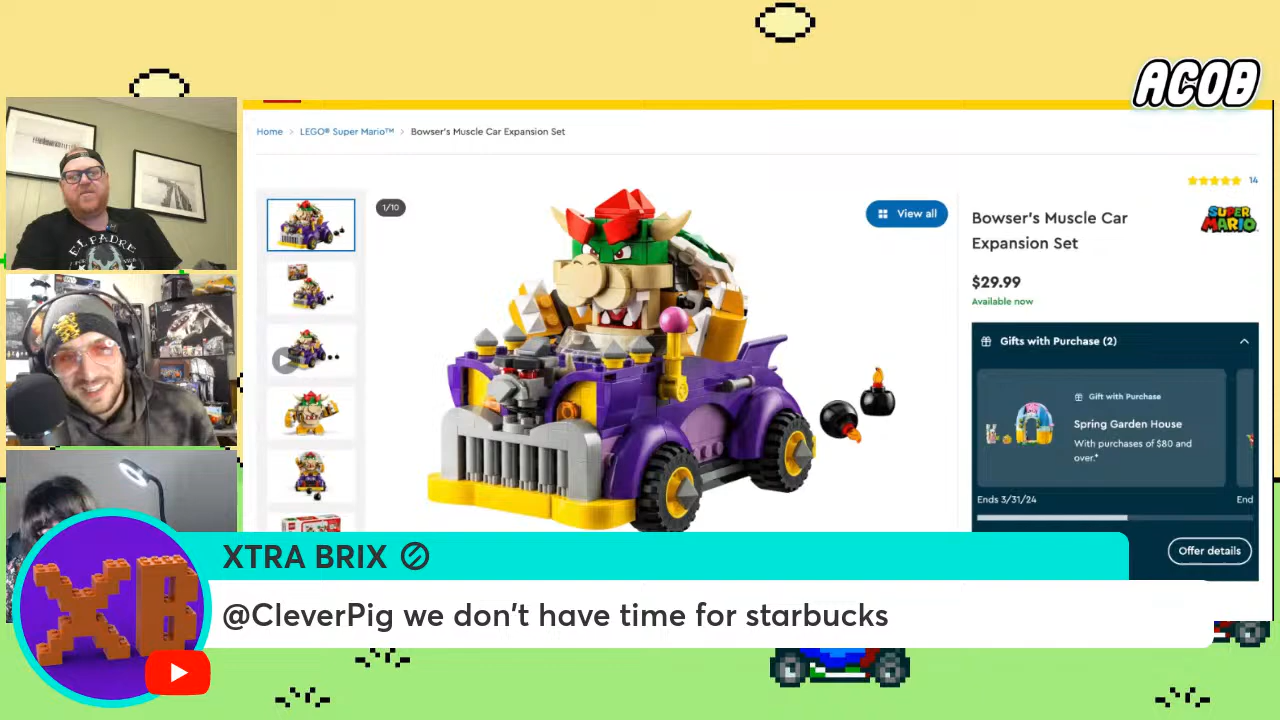 ACOB
Home > LEGO® Super Mario™ > Bowser's Muscle Car Expansion Set
14
1/10
View all
Bowser's Muscle Car
Expansion Set
SUPER
MARIO
$29.99
Available now
Gifts with Purchase (2)
Gift with Purchase
Spring Garden House
With purchases of $80 and
over.*
Ends 3/31/24
End
Offer details
EL PADRE
XB
XTRA BRIX
@CleverPig we don't have time for starbucks